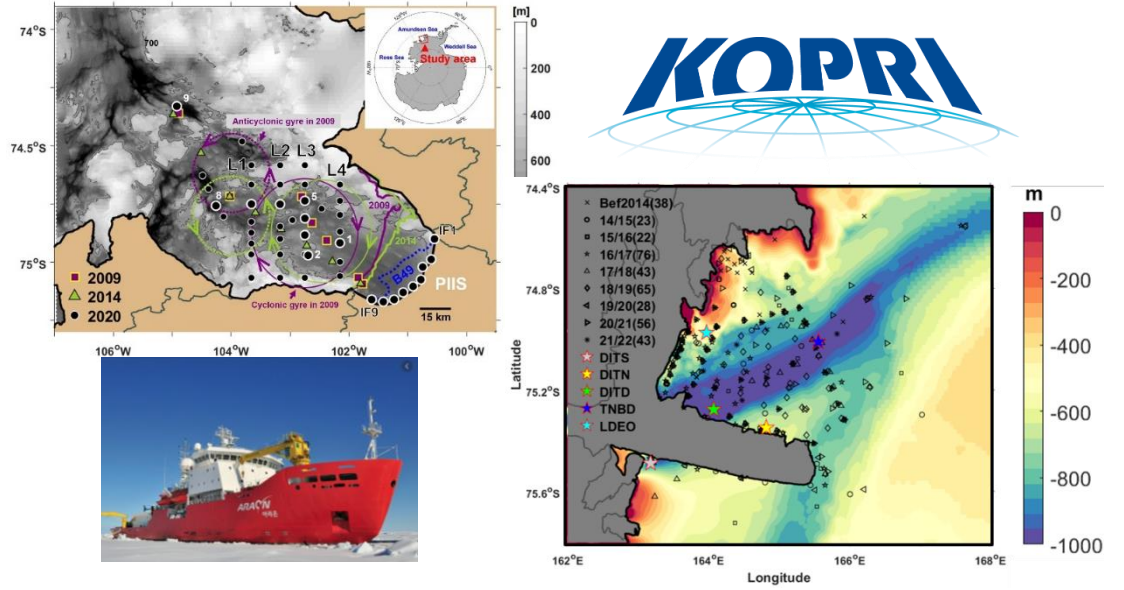 [m]
74°S
74.5°S
75°S
106°W
104°W
102°W
100°W
700
9
Anticyclonic gyre in 2009
L1
L2
L3
L4
8
5
1
2
2009
2014
IF1
B49
PIIS
IF9
Cyclonic gyre in 2009
15 km
2009
2014
2020
0
200
400
600
Amundsen Sea
Weddell Sea
Ross Sea
Study area
KOPRI
ARAON
아라온
74.4°S
74.8°S
75.2°S
75.6°S
Latitude
Bef2014(38)
14/15(23)
15/16(22)
16/17(76)
17/18(43)
18/19(65)
19/20(28)
20/21(56)
21/22(43)
DITS
DITN
DITD
TNBD
LDEO
162°E
164°E
166°E
168°E
Longitude
m
0
-200
-400
-600
-800
-1000